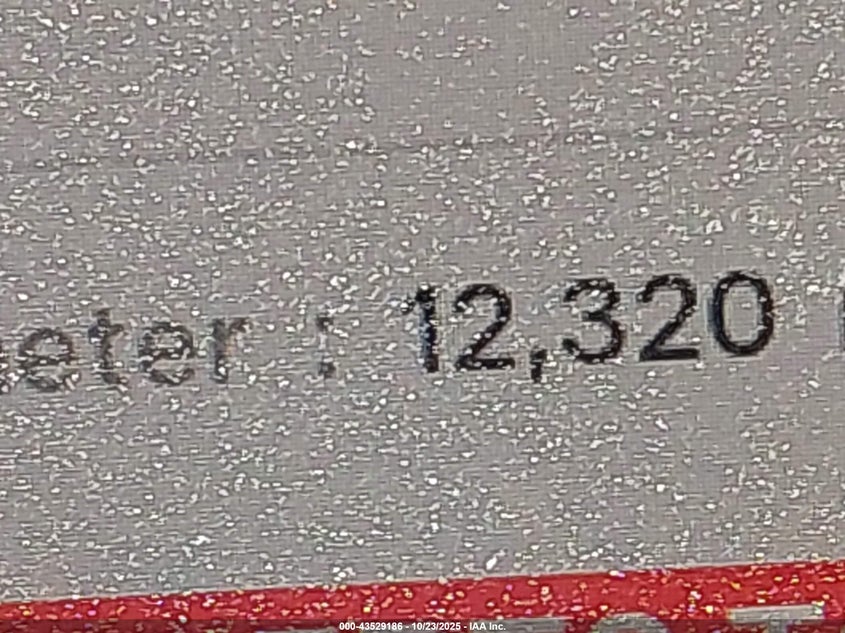 eter : 12,320
000-43529186 - 10/23/2025 - IAA Inc.